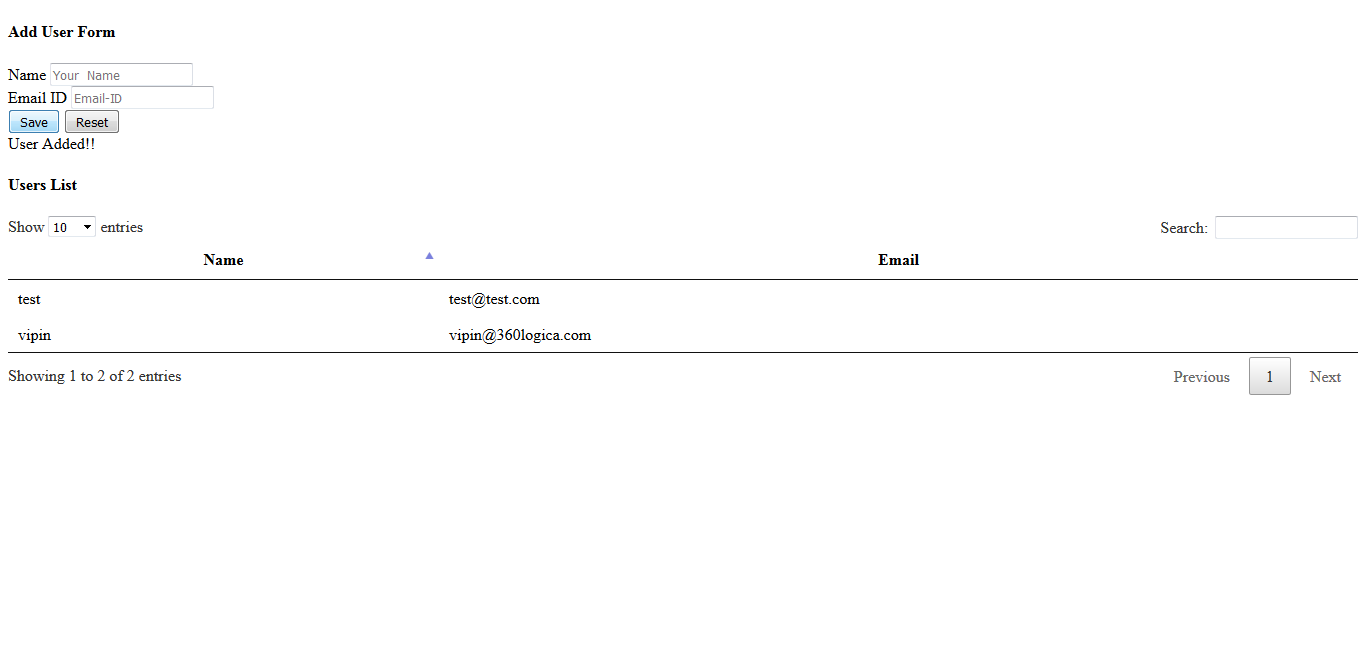 Add User Form
Name Your Name
Email ID Email-ID
Save Reset
User Added!!
Users List
Show 10 entries Search:
Name Email
test test@test.com
vipin vipin@360logica.com
Showing 1 to 2 of 2 entries Previous 1 Next